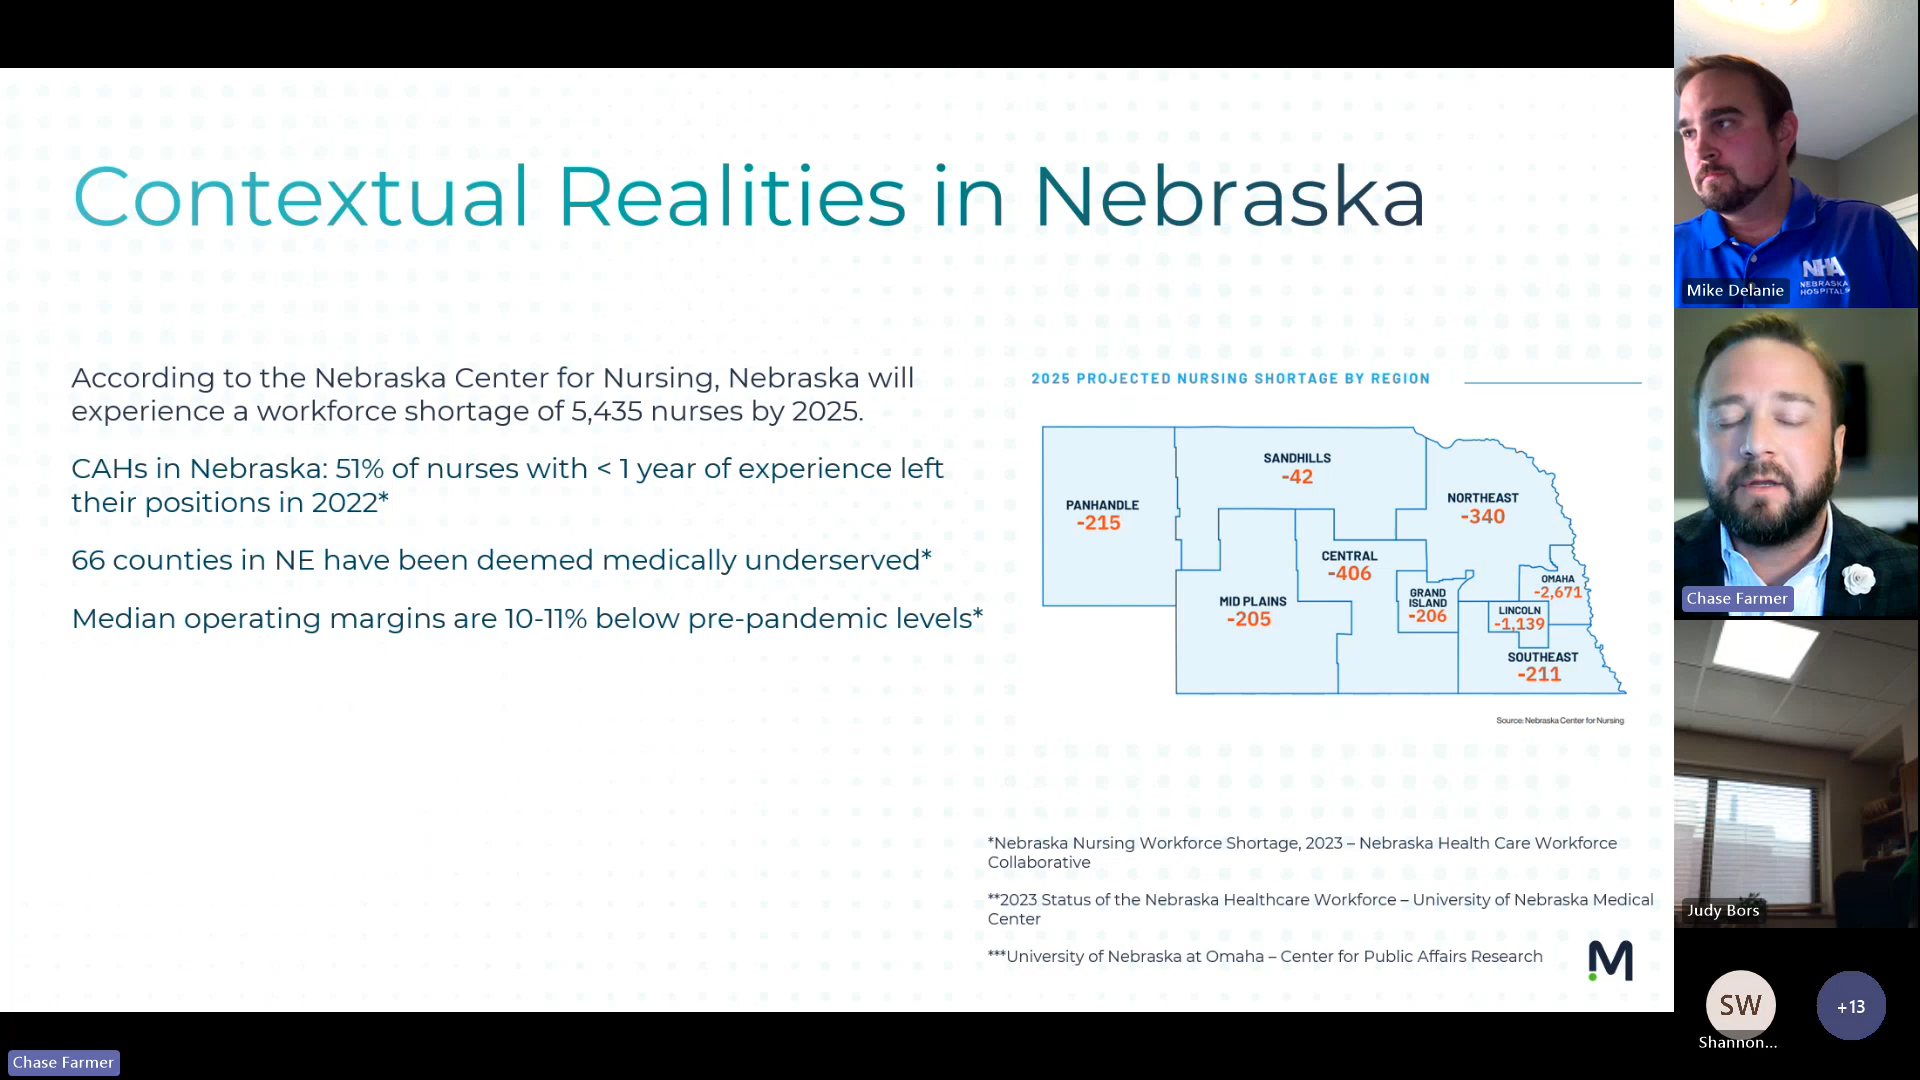 Contextual Realities in Nebraska
According to the Nebraska Center for Nursing, Nebraska will
experience a workforce shortage of 5,435 nurses by 2025.
CAHs in Nebraska: 51% of nurses with < 1 year of experience left
their positions in 2022*
66 counties in NE have been deemed medically underserved*
Median operating margins are 10-11% below pre-pandemic levels*
2025 PROJECTED NURSING SHORTAGE BY REGION
SANDHILLS
-42
PANHANDLE
-215
NORTHEAST
-340
CENTRAL
-406
MID PLAINS
-205
GRAND
ISLAND
-206
OMAHA
-2,671
LINCOLN
-1,139
SOUTHEAST
-211
Source: Nebraska Center for Nursing
*Nebraska Nursing Workforce Shortage, 2023 – Nebraska Health Care Workforce
Collaborative
**2023 Status of the Nebraska Healthcare Workforce – University of Nebraska Medical
Center
***University of Nebraska at Omaha – Center for Public Affairs Research
M
NHA
NEBRASKA
HOSPITALS
Mike Delanie
Chase Farmer
Judy Bors
SW
Shannon...
+13
Chase Farmer